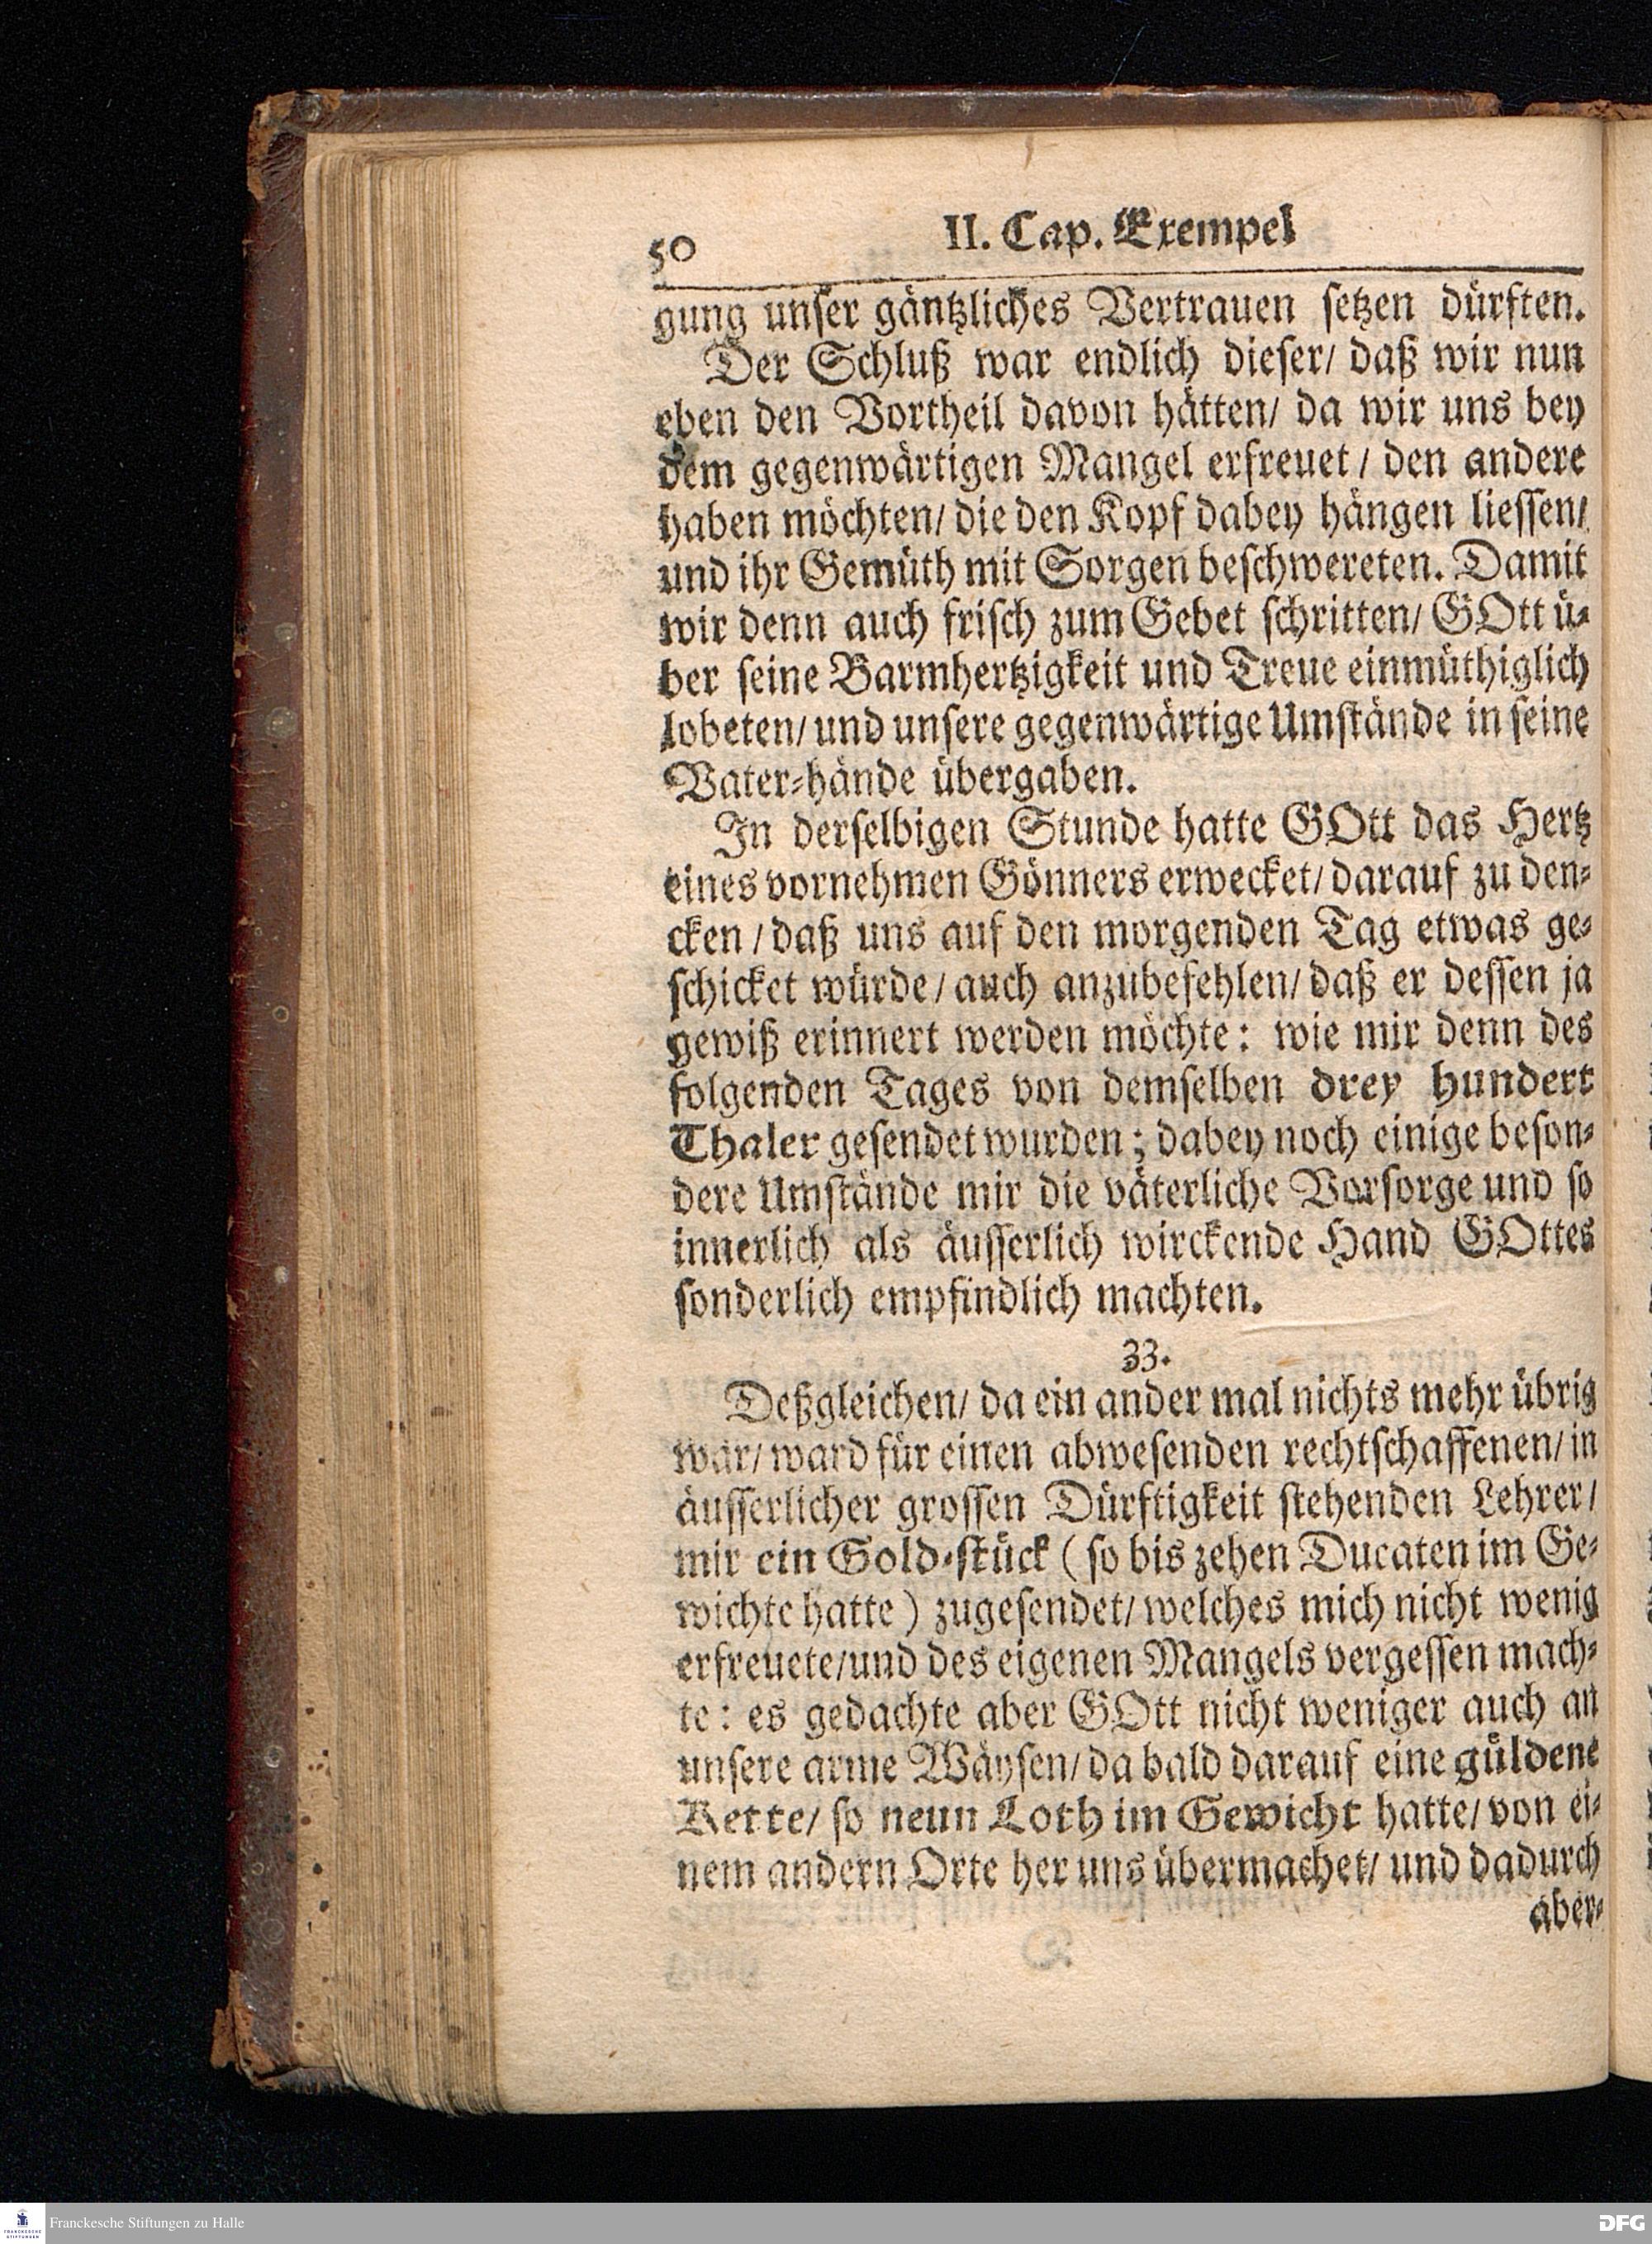 50
II. Cap. Exempel
gung unser gäntzliches Vertrauen setzen dürften.
Der Schluß war endlich dieser/ daß wir nun
eben den Vortheil davon hätten/ da wir uns bey
dem gegenwärtigen Mangel erfreuet / den andere
haben möchten/ die den Kopf dabey hängen liessen/
und ihr Gemüth mit Sorgen beschwereten. Damit
wir denn auch frisch zum Gebet schritten/ GOtt ü-
ber seine Barmhertzigkeit und Treue einmüthiglich
lobeten/ und unsere gegenwärtige Umstände in seine
Vater-hände übergaben.
In derselbigen Stunde hatte GOtt das Hertz
eines vornehmen Gönners erwecket/ darauf zu den-
cken / daß uns auf den morgenden Tag etwas ge-
schicket würde/ auch anzubefehlen/ daß er dessen ja
gewiß erinnert werden möchte: wie mir denn des
folgenden Tages von demselben drey hundert
Thaler gesendet wurden; dabey noch einige beson-
dere Umstände mir die väterliche Vorsorge und so
innerlich als äusserlich wirckende Hand GOttes
sonderlich empfindlich machten.
33.
Deßgleichen/ da ein ander mal nichts mehr übrig
war/ ward für einen abwesenden rechtschaffenen/ in
äusserlicher grossen Dürftigkeit stehenden Lehrer/
mir ein Gold-stück ( so bis zehen Ducaten im Ge-
wichte hatte ) zugesendet/ welches mich nicht wenig
erfreuete/ und des eigenen Mangels vergessen mach-
te: es gedachte aber GOtt nicht weniger auch an
unsere arme Wäysen/ da bald darauf eine güldene
Kette/ so neun Loth im Gewicht hatte/ von ei-
nem andern Orte her uns übermachet/ und dadurch
aber-
FRANCKESCHE STIFTUNGEN
Franckesche Stiftungen zu Halle
DFG